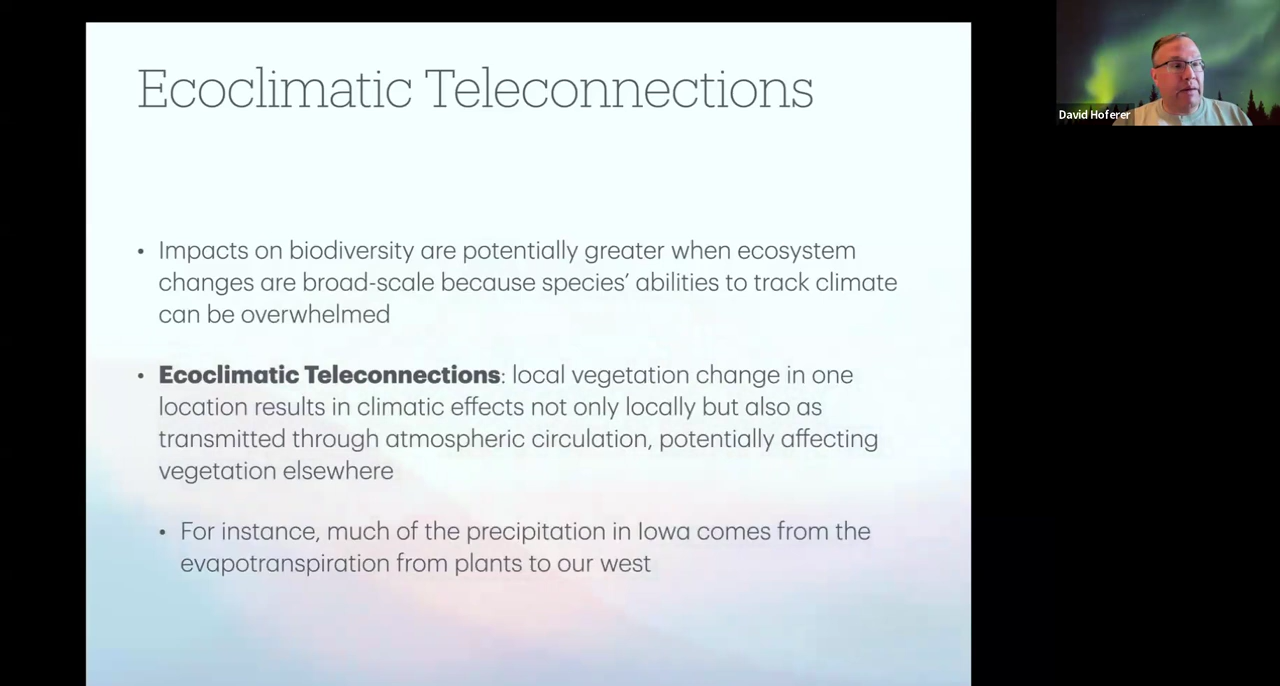 Ecoclimatic Teleconnections
David Hoferer
• Impacts on biodiversity are potentially greater when ecosystem
changes are broad-scale because species’ abilities to track climate
can be overwhelmed
• Ecoclimatic Teleconnections: local vegetation change in one
location results in climatic effects not only locally but also as
transmitted through atmospheric circulation, potentially affecting
vegetation elsewhere
• For instance, much of the precipitation in Iowa comes from the
evapotranspiration from plants to our west